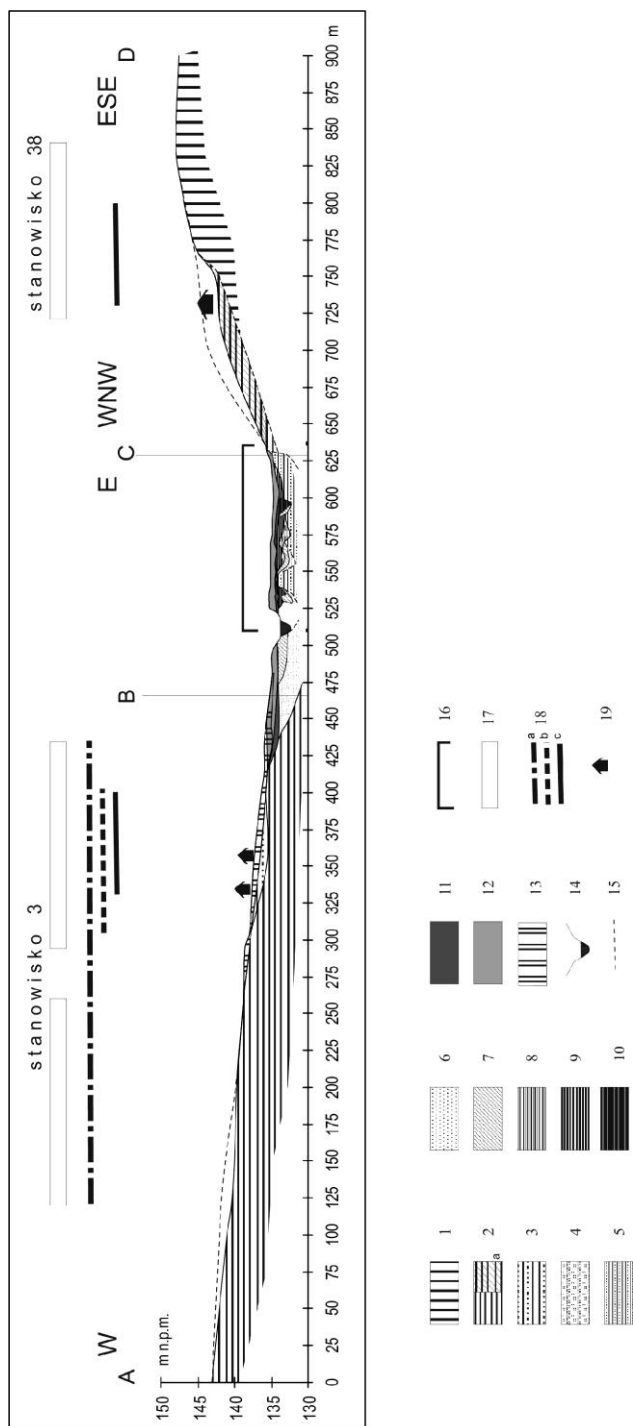 stanowisko 3
stanowisko 38
A
W
B
E
C
WNW
ESE
D
m n.p.m.
150
145
140
135
130
0 25 50 75 100 125 150 175 200 225 250 275 300 325 350 375 400 425 450 475 500 525 550 575 600 625 650 675 700 725 750 775 800 825 850 875 900 m
1 6 11 16
2 a 7 12 17
3 8 13 18 a b c
4 9 14 19
5 10 15